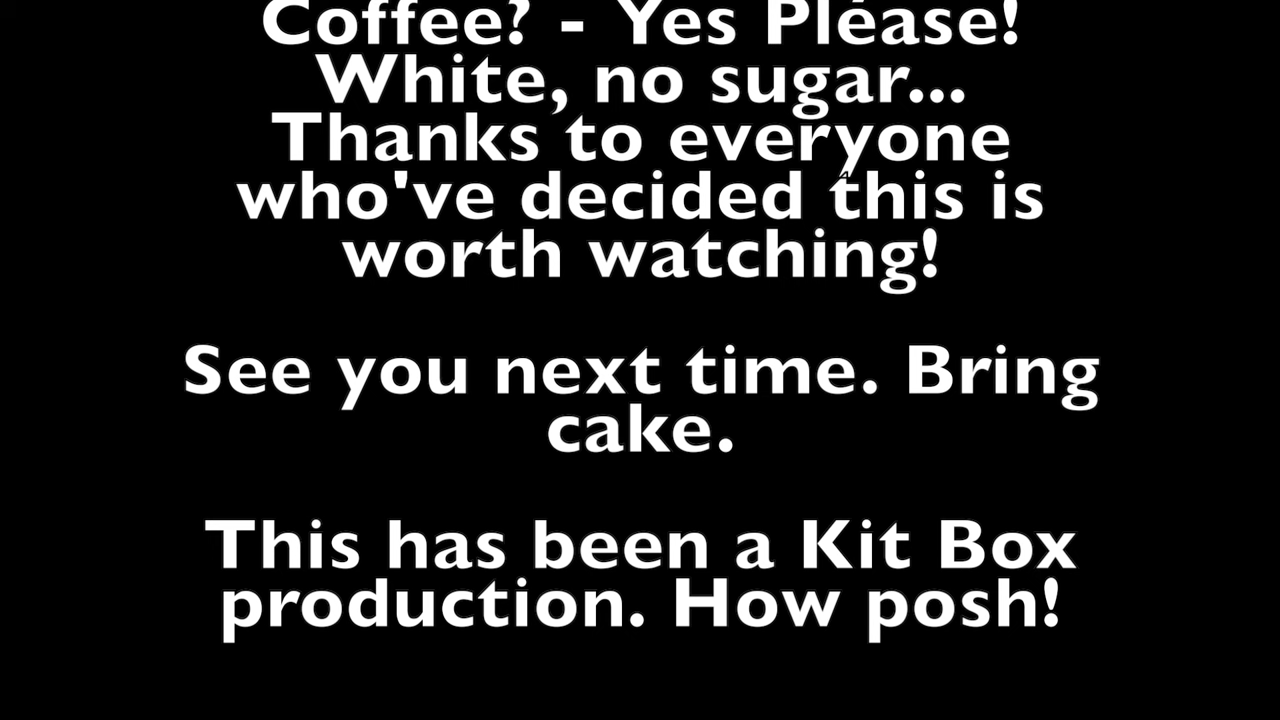 Coffee? - Yes Please!
White, no sugar...
Thanks to everyone
who've decided this is
worth watching!
See you next time. Bring
cake.
This has been a Kit Box
production. How posh!